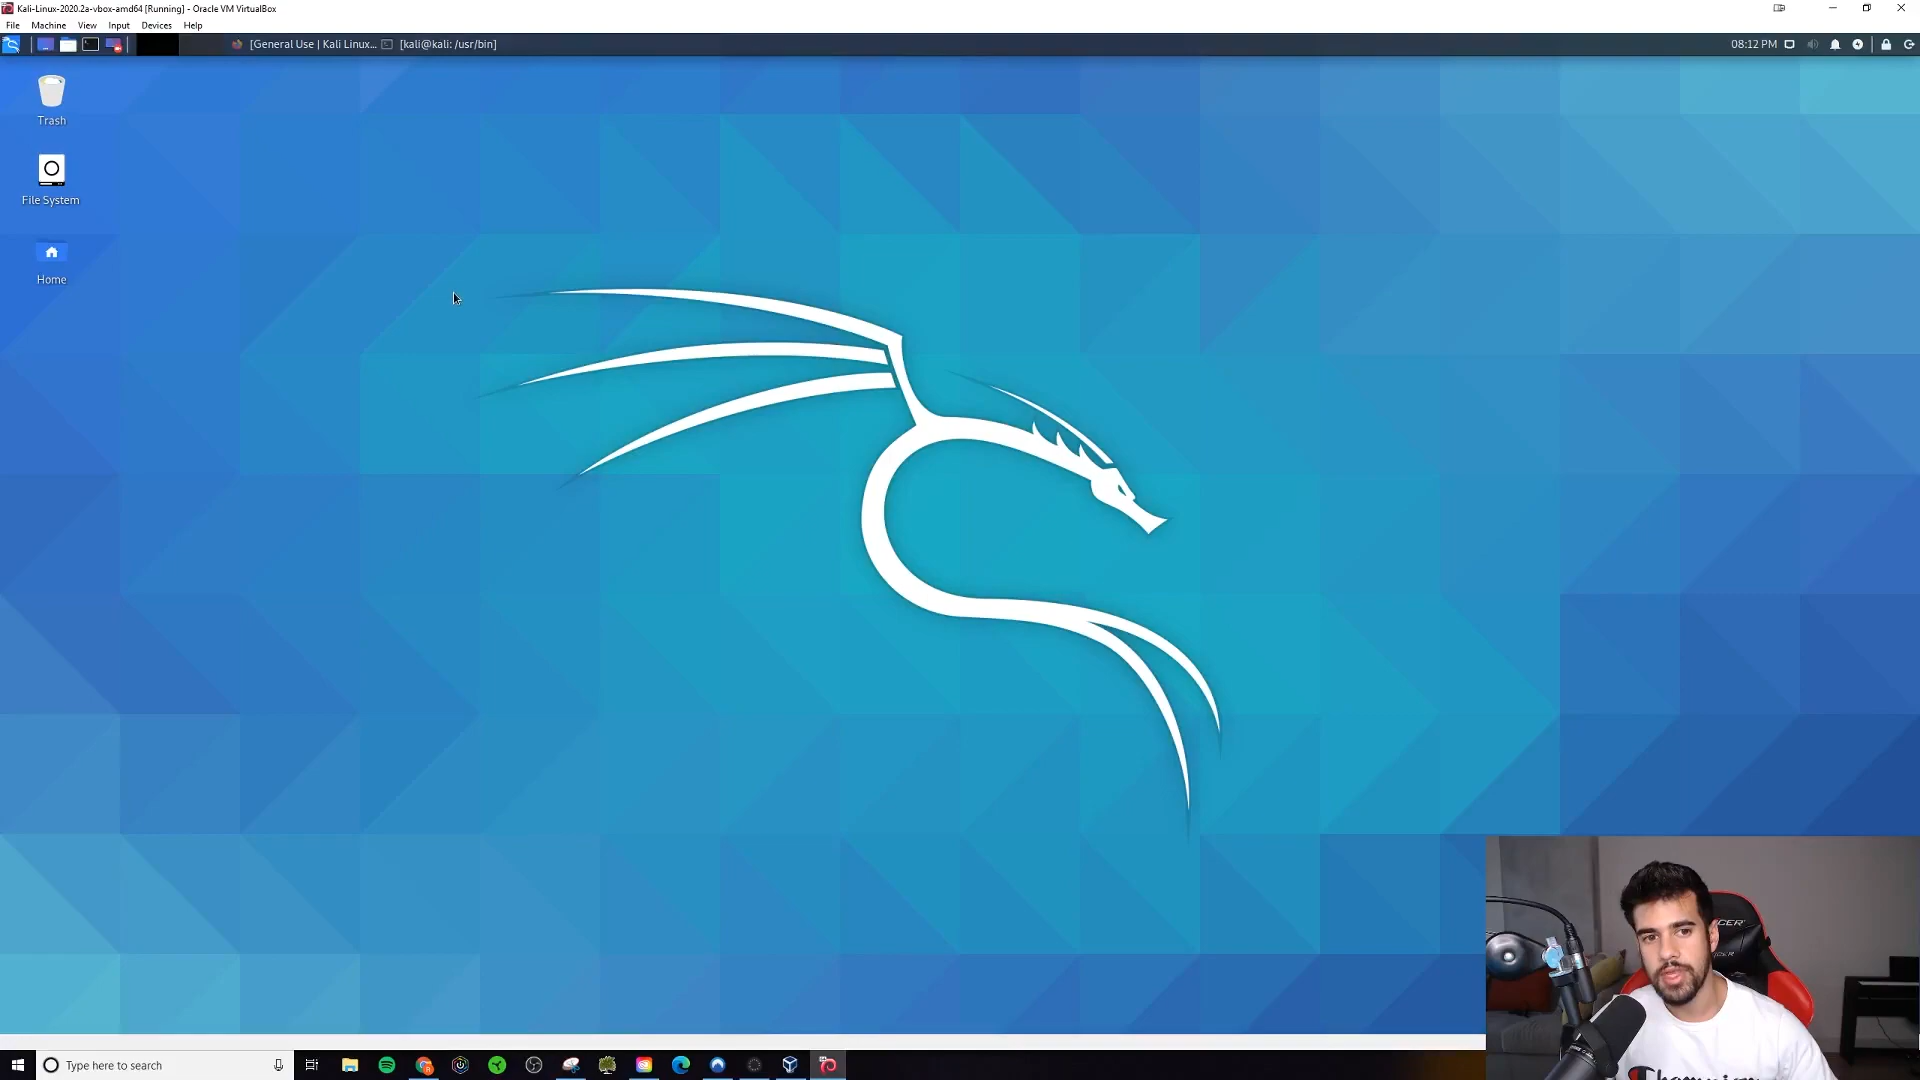 Kali-Linux-2020.2a-vbox-amd64 [Running] - Oracle VM VirtualBox
File Machine View Input Devices Help
[General Use | Kali Linux... [kali@kali: /usr/bin] 08:12 PM
Trash
File System
Home
Champion
Type here to search